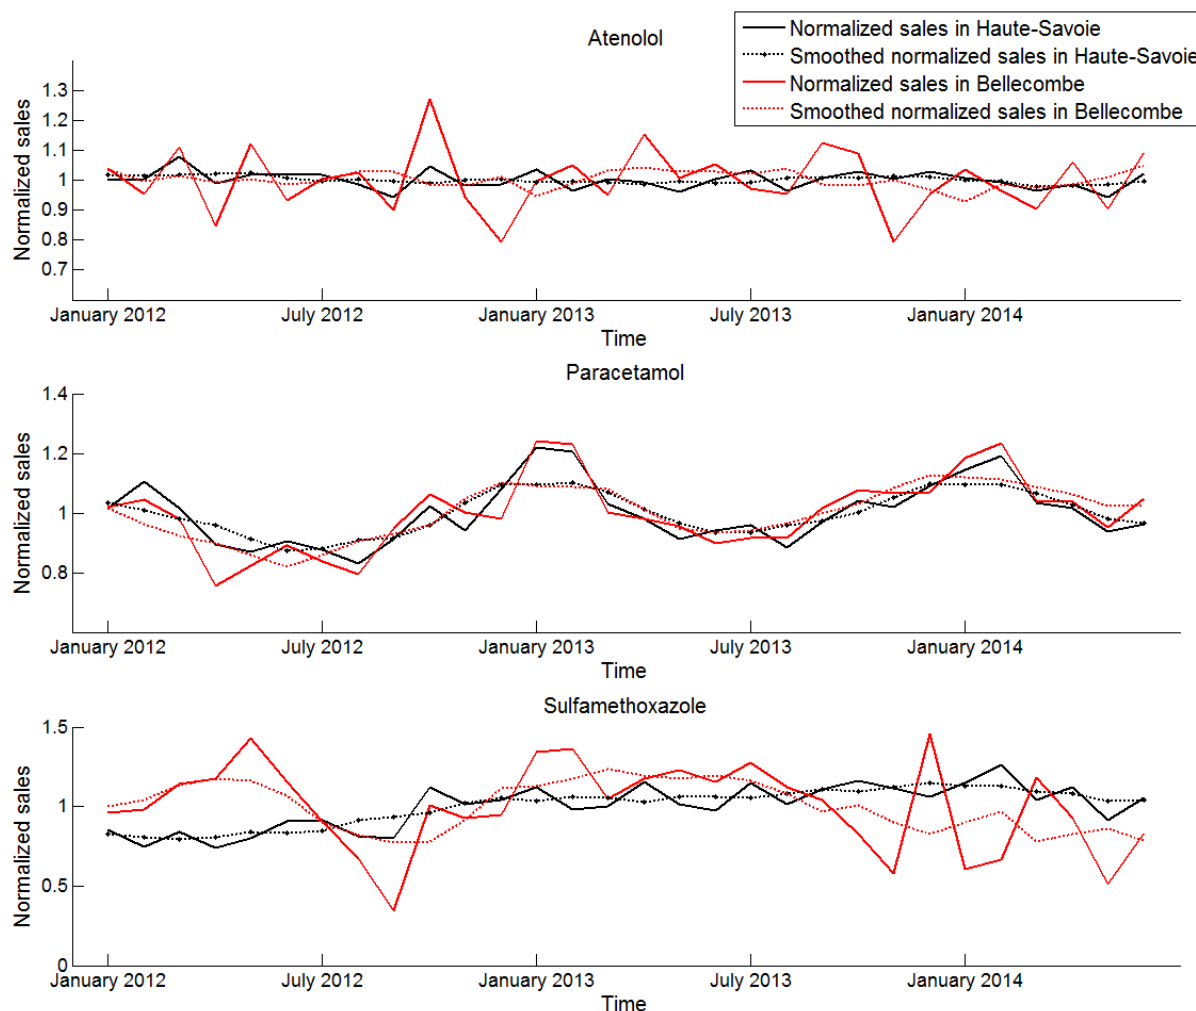 Atenolol
Normalized sales in Haute-Savoie
Smoothed normalized sales in Haute-Savoie
Normalized sales in Bellecombe
Smoothed normalized sales in Bellecombe
Normalized sales
1.3
1.2
1.1
1
0.9
0.8
0.7
January 2012
July 2012
January 2013
July 2013
January 2014
Time
Paracetamol
Normalized sales
1.4
1.2
1
0.8
January 2012
July 2012
January 2013
July 2013
January 2014
Time
Sulfamethoxazole
Normalized sales
1.5
1
0.5
0
January 2012
July 2012
January 2013
July 2013
January 2014
Time